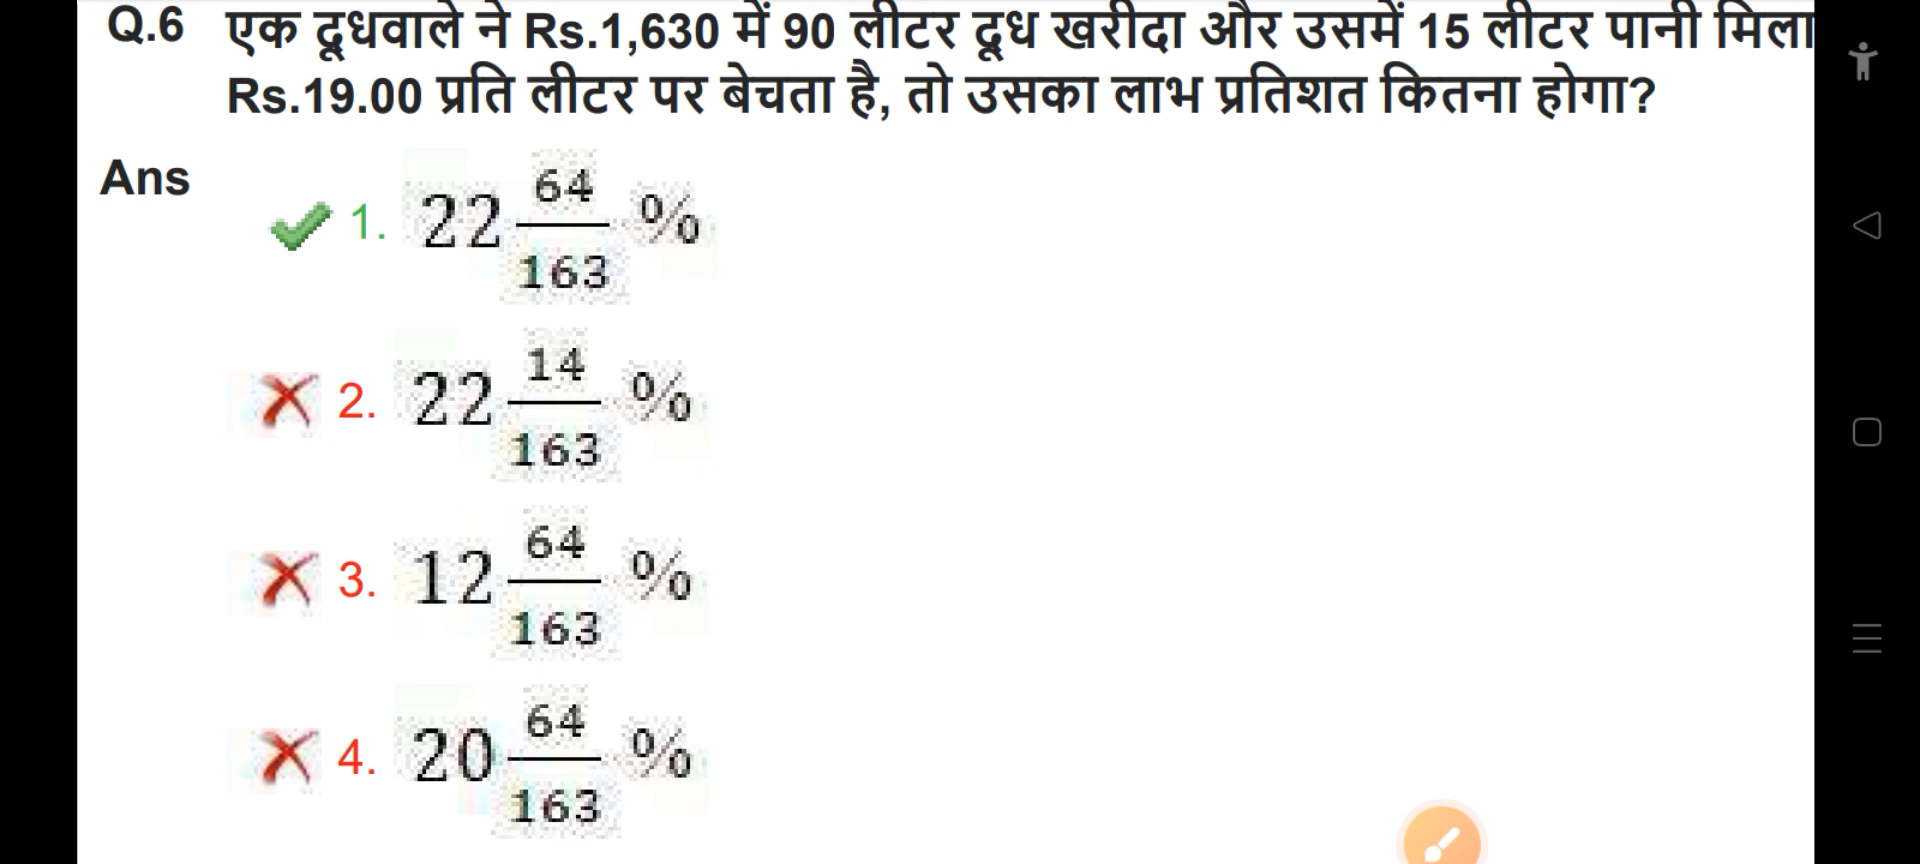 Q.6 एक दूधवाले ने Rs.1,630 में 90 लीटर दूध खरीदा और उसमें 15 लीटर पानी मिला
Rs.19.00 प्रति लीटर पर बेचता है, तो उसका लाभ प्रतिशत कितना होगा?
Ans
1. 22 64/163 %
2. 22 14/163 %
3. 12 64/163 %
4. 20 64/163 %